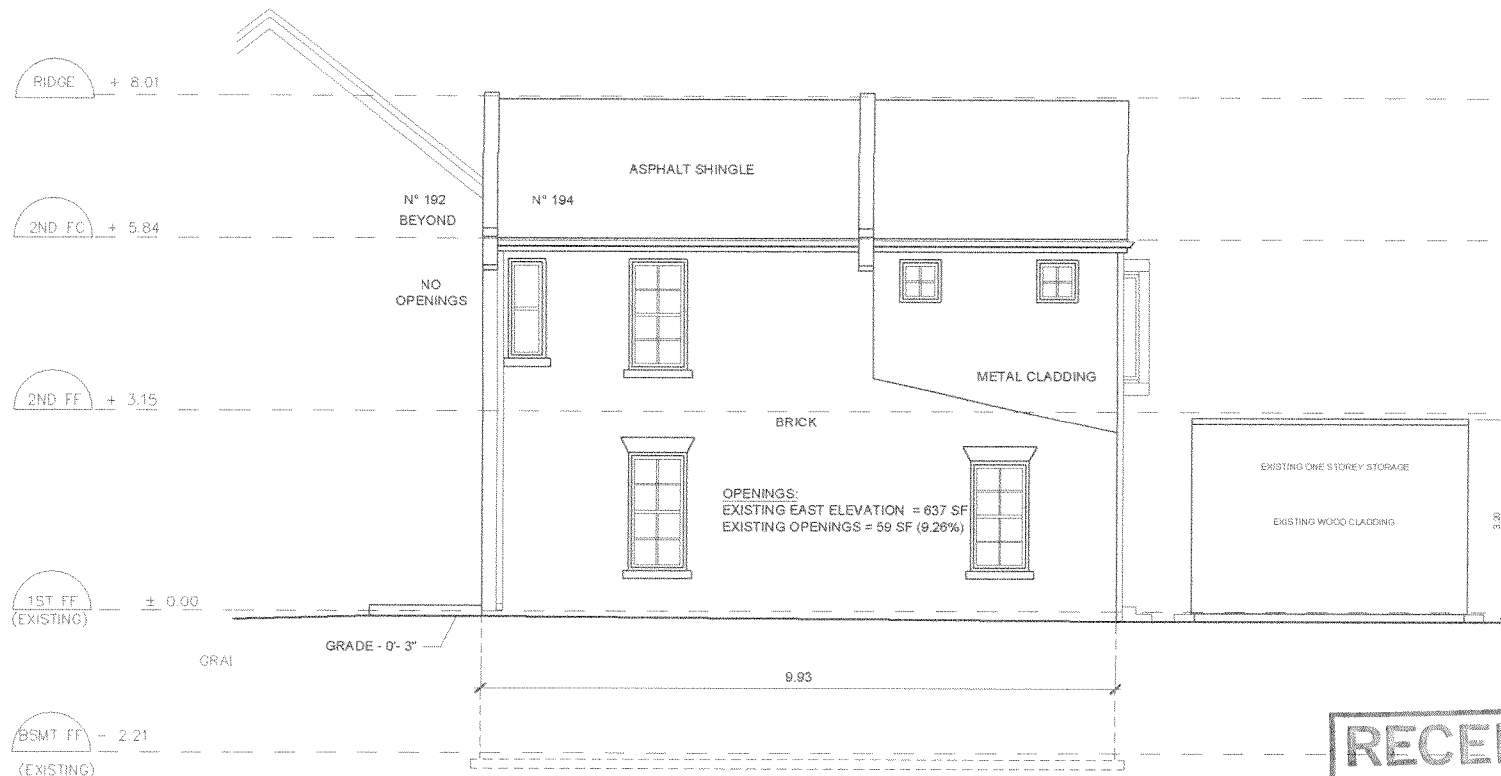 RIDGE + 8.01
ASPHALT SHINGLE
N° 192
BEYOND
N° 194
2ND FC + 5.84
NO
OPENINGS
METAL CLADDING
2ND FF + 3.15
BRICK
EXISTING ONE STOREY STORAGE
OPENINGS:
EXISTING EAST ELEVATION = 637 SF
EXISTING OPENINGS = 59 SF (9.26%)
EXISTING WOOD CLADDING
3.20
1ST FF ± 0.00
(EXISTING)
GRADE - 0'- 3"
GRAI
9.93
BSMT FF - 2.21
(EXISTING)
RECEI